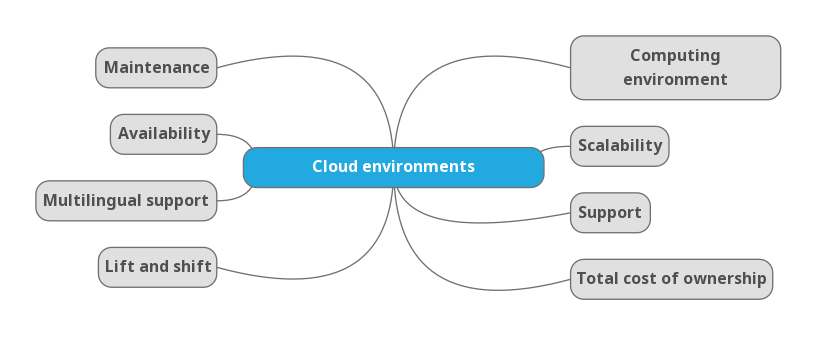 Cloud environments
Computing
environment
Scalability
Support
Total cost of ownership
Maintenance
Availability
Multilingual support
Lift and shift